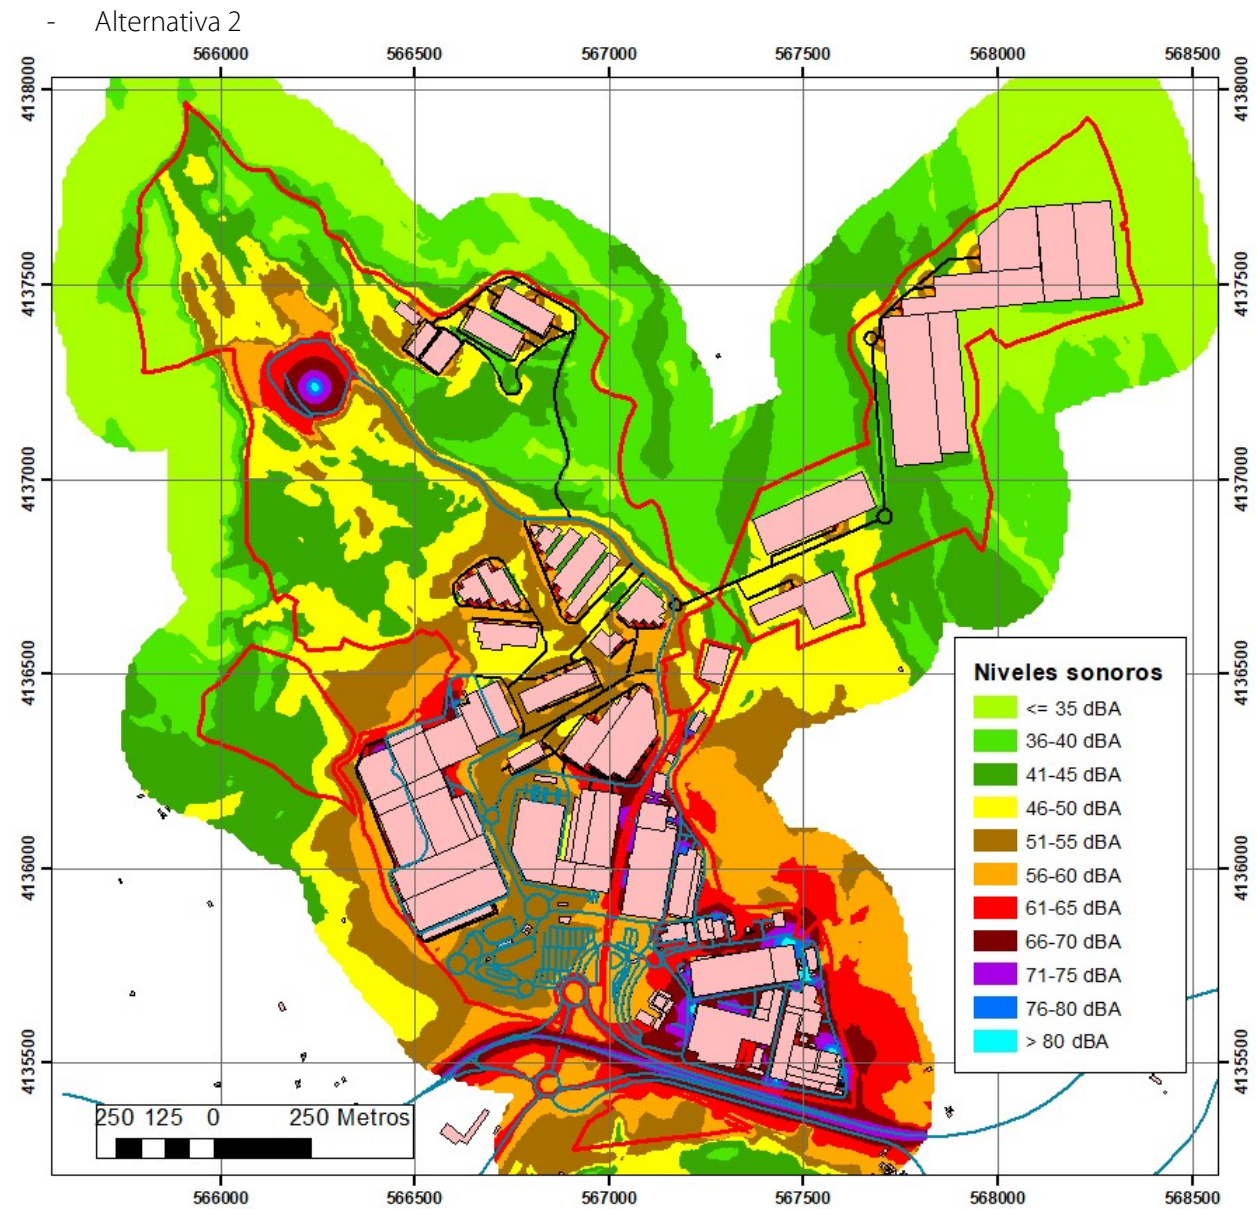 - Alternativa 2
566000 566500 567000 567500 568000 568500
4138000 4138000
4137500 4137500
4137000 4137000
4136500 4136500
4136000 4136000
4135500 4135500
Niveles sonoros
<= 35 dBA
36-40 dBA
41-45 dBA
46-50 dBA
51-55 dBA
56-60 dBA
61-65 dBA
66-70 dBA
71-75 dBA
76-80 dBA
> 80 dBA
250 125 0 250 Metros
566000 566500 567000 567500 568000 568500